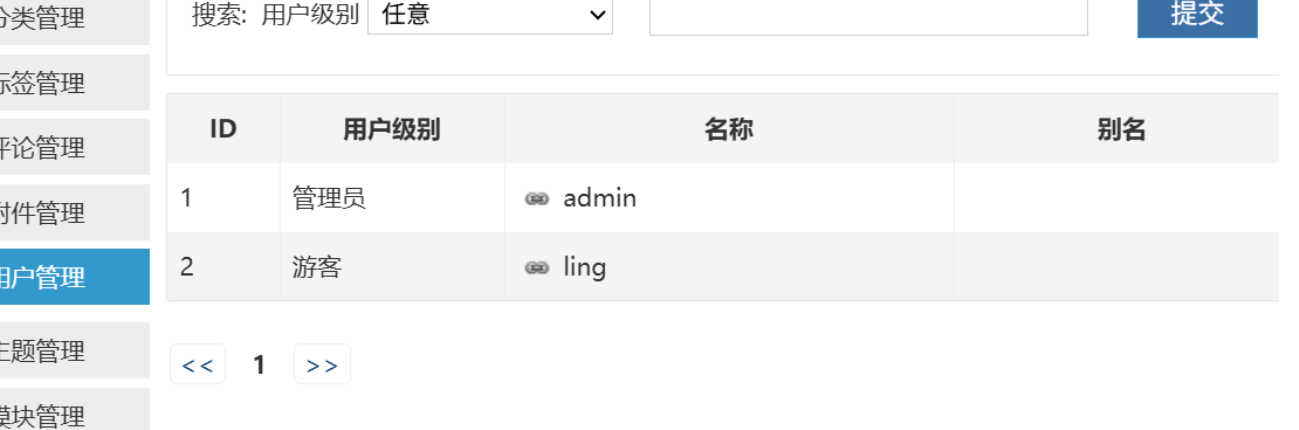 分类管理
搜索: 用户级别 任意 提交
标签管理
ID 用户级别 名称 别名
评论管理
1 管理员 admin
附件管理
2 游客 ling
用户管理
主题管理
<< 1 >>
模块管理